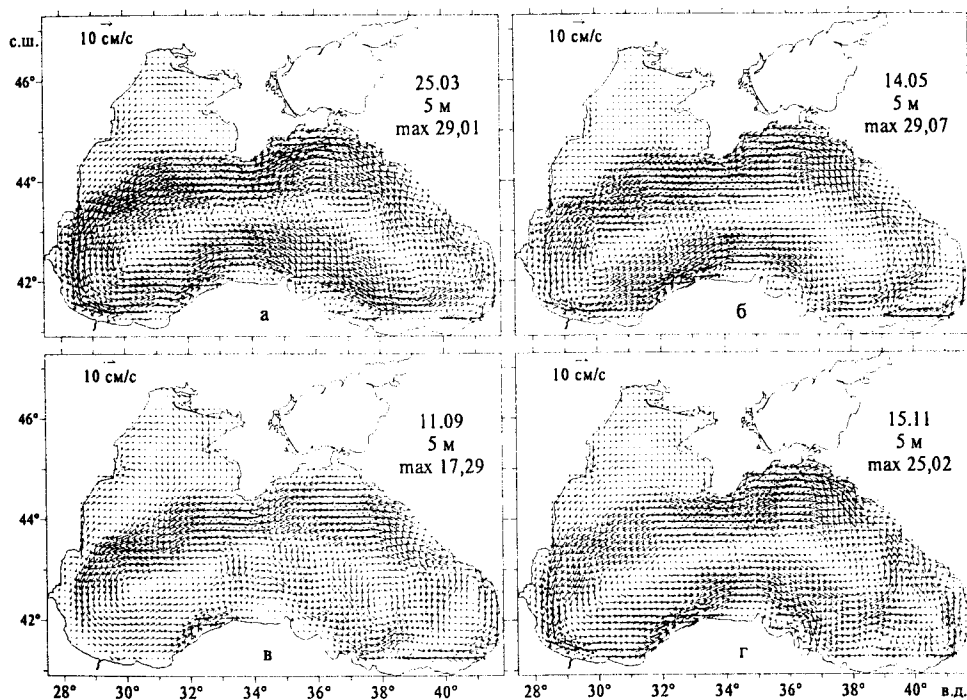 с.ш.
10 см/с
25.03
5 м
max 29,01
46°
44°
42°
а
10 см/с
14.05
5 м
max 29,07
б
10 см/с
11.09
5 м
max 17,29
46°
44°
42°
в
10 см/с
15.11
5 м
max 25,02
г
28° 30° 32° 34° 36° 38° 40°
28° 30° 32° 34° 36° 38° 40° в.д.